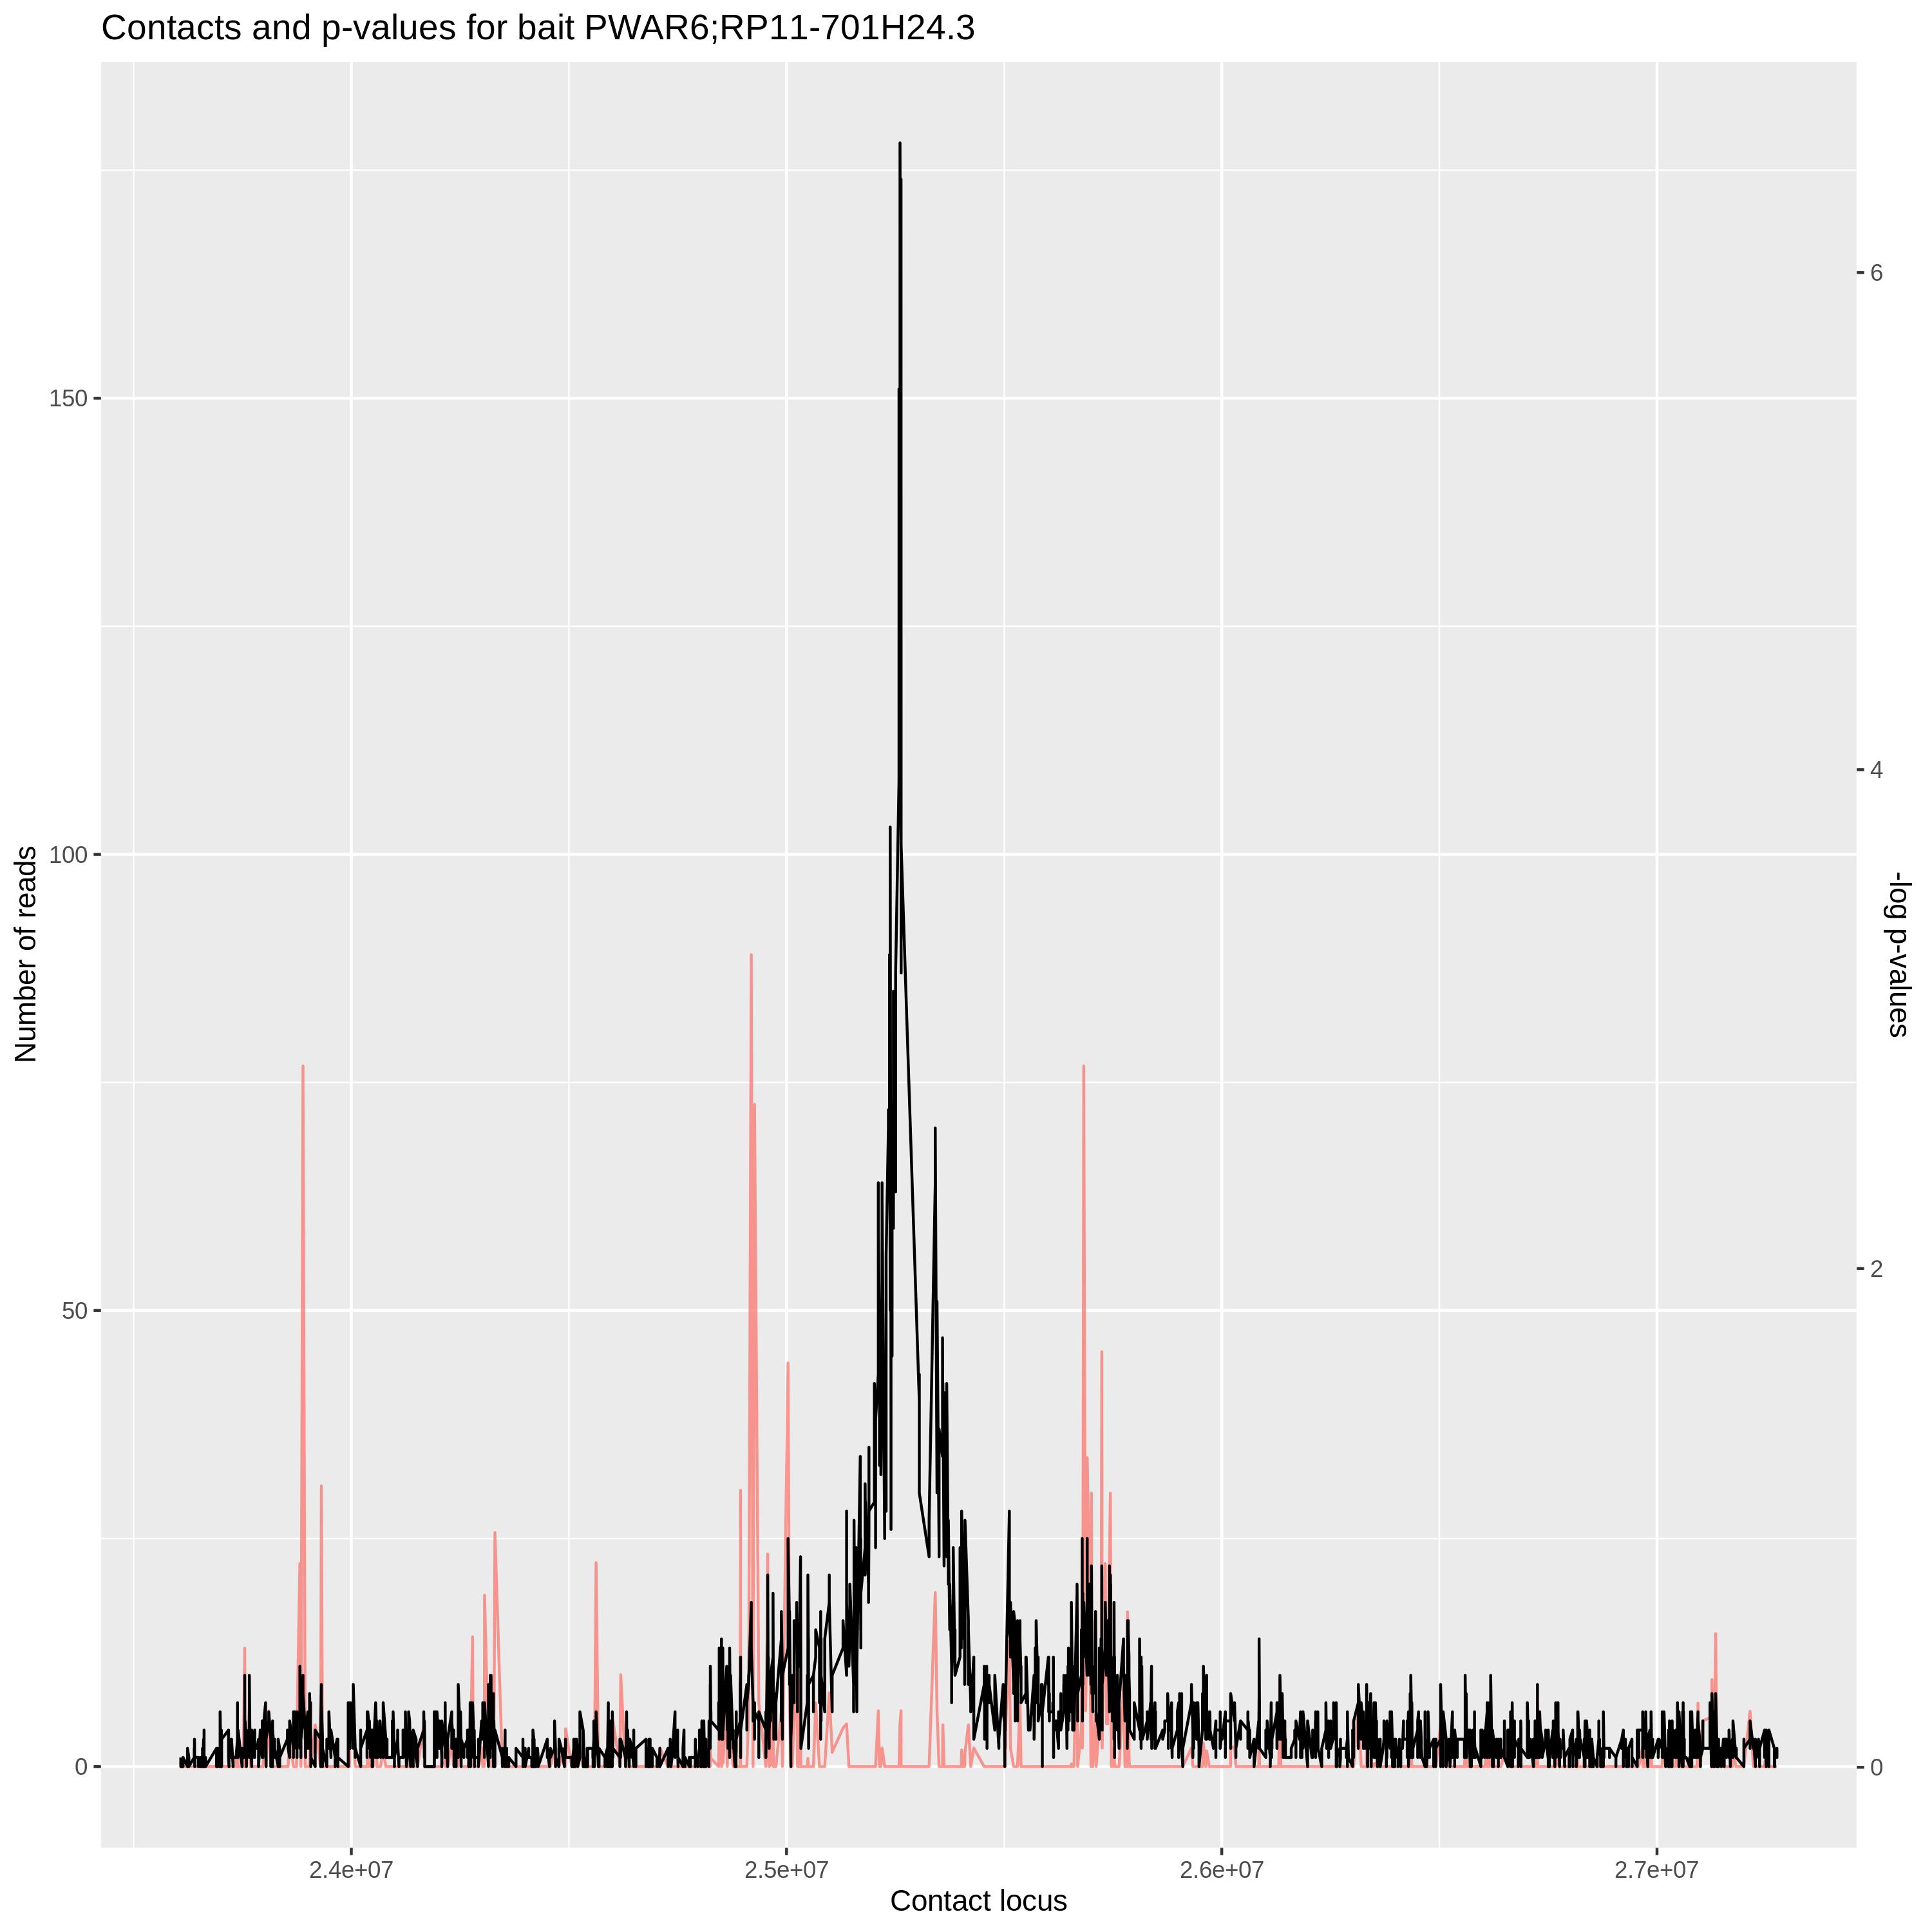 Contacts and p-values for bait PWAR6;RP11-701H24.3
150
100
50
0
Number of reads
6
4
2
0
-log p-values
2.4e+07
2.5e+07
2.6e+07
2.7e+07
Contact locus